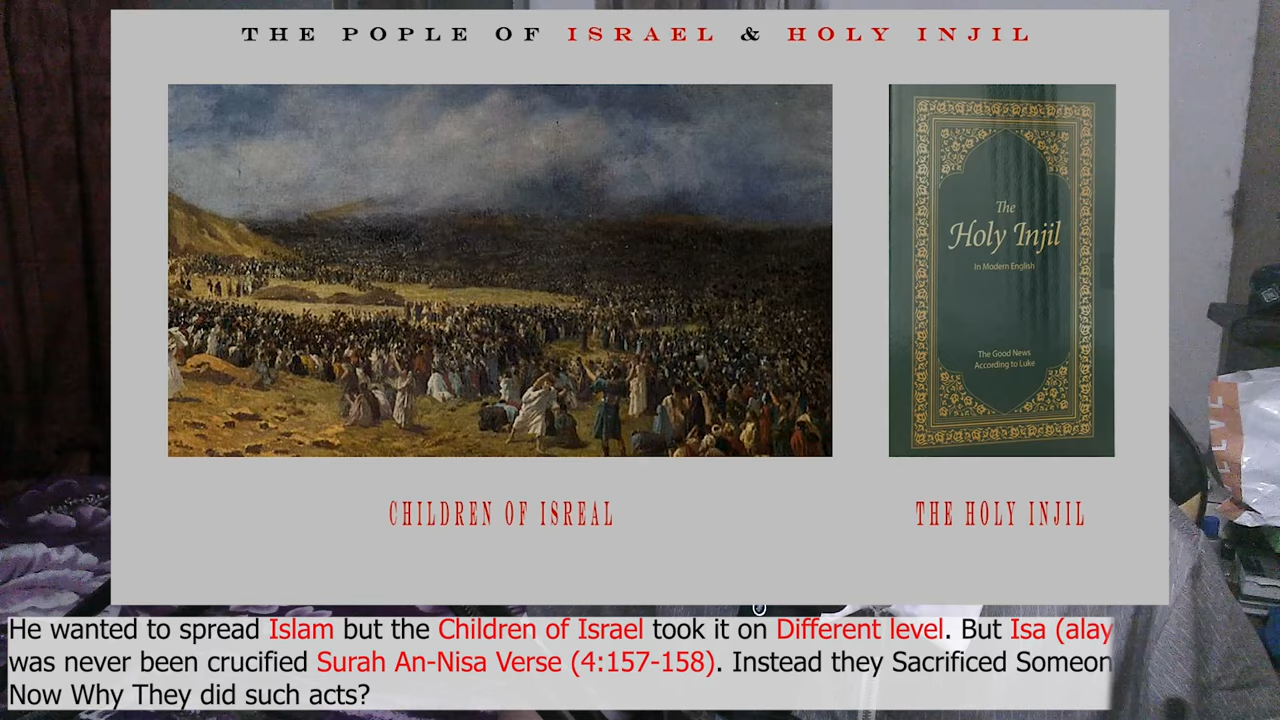 THE POPLE OF ISRAEL & HOLY INJIL
The
Holy Injil
In Modern English
The Good News
According to Luke
CHILDREN OF ISREAL
THE HOLY INJIL
He wanted to spread Islam but the Children of Israel took it on Different level. But Isa (alay
was never been crucified Surah An-Nisa Verse (4:157-158). Instead they Sacrificed Someon
Now Why They did such acts?